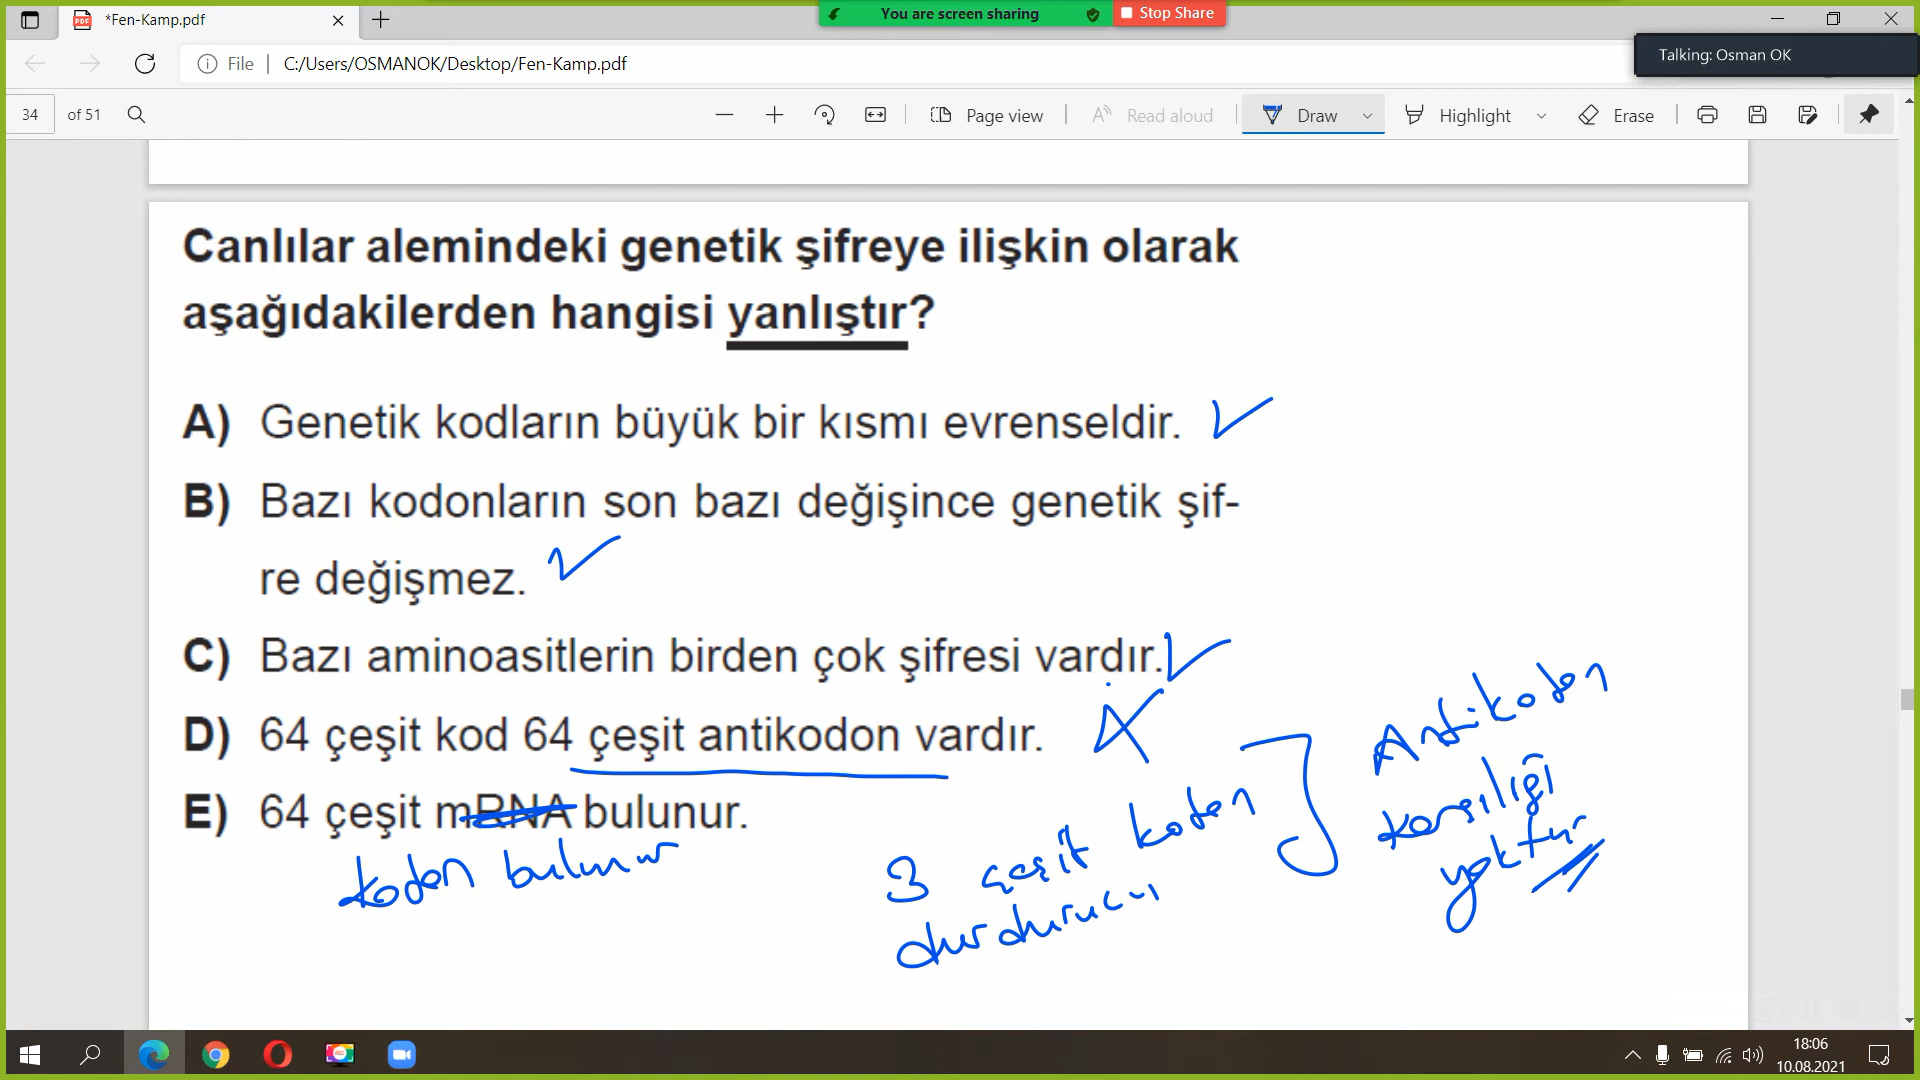 *Fen-Kamp.pdf
You are screen sharing
Stop Share
Talking: Osman OK
File
C:/Users/OSMANOK/Desktop/Fen-Kamp.pdf
34 of 51
Page view
Read aloud
Draw
Highlight
Erase
Canlılar alemindeki genetik şifreye ilişkin olarak
aşağıdakilerden hangisi yanlıştır?
A) Genetik kodların büyük bir kısmı evrenseldir.
B) Bazı kodonların son bazı değişince genetik şif-
re değişmez.
C) Bazı aminoasitlerin birden çok şifresi vardır.
D) 64 çeşit kod 64 çeşit antikodon vardır.
E) 64 çeşit mRNA bulunur.
kodon bulunur
3 çeşit kodon
durdurucu
Antikodon
karşılığı
yoktur
18:06
10.08.2021